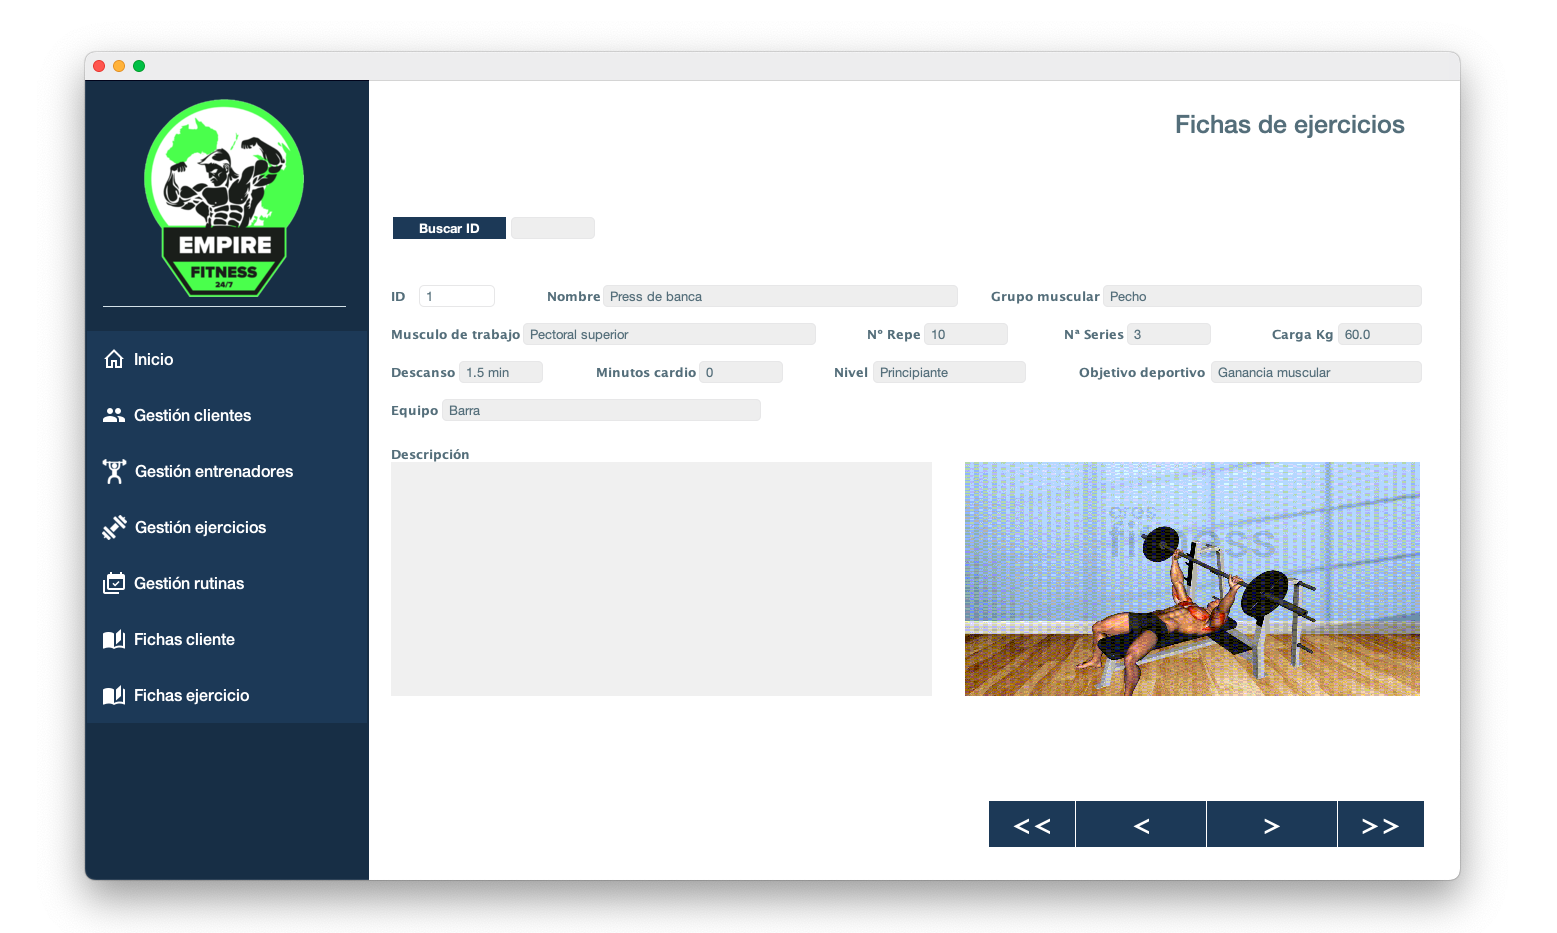 EMPIRE
FITNESS
24/7
Inicio
Gestión clientes
Gestión entrenadores
Gestión ejercicios
Gestión rutinas
Fichas cliente
Fichas ejercicio
Fichas de ejercicios
Buscar ID
ID 1 Nombre Press de banca Grupo muscular Pecho
Musculo de trabajo Pectoral superior Nº Repe 10 Nª Series 3 Carga Kg 60.0
Descanso 1.5 min Minutos cardio 0 Nivel Principiante Objetivo deportivo Ganancia muscular
Equipo Barra
Descripción
eres
fitness
<< < > >>